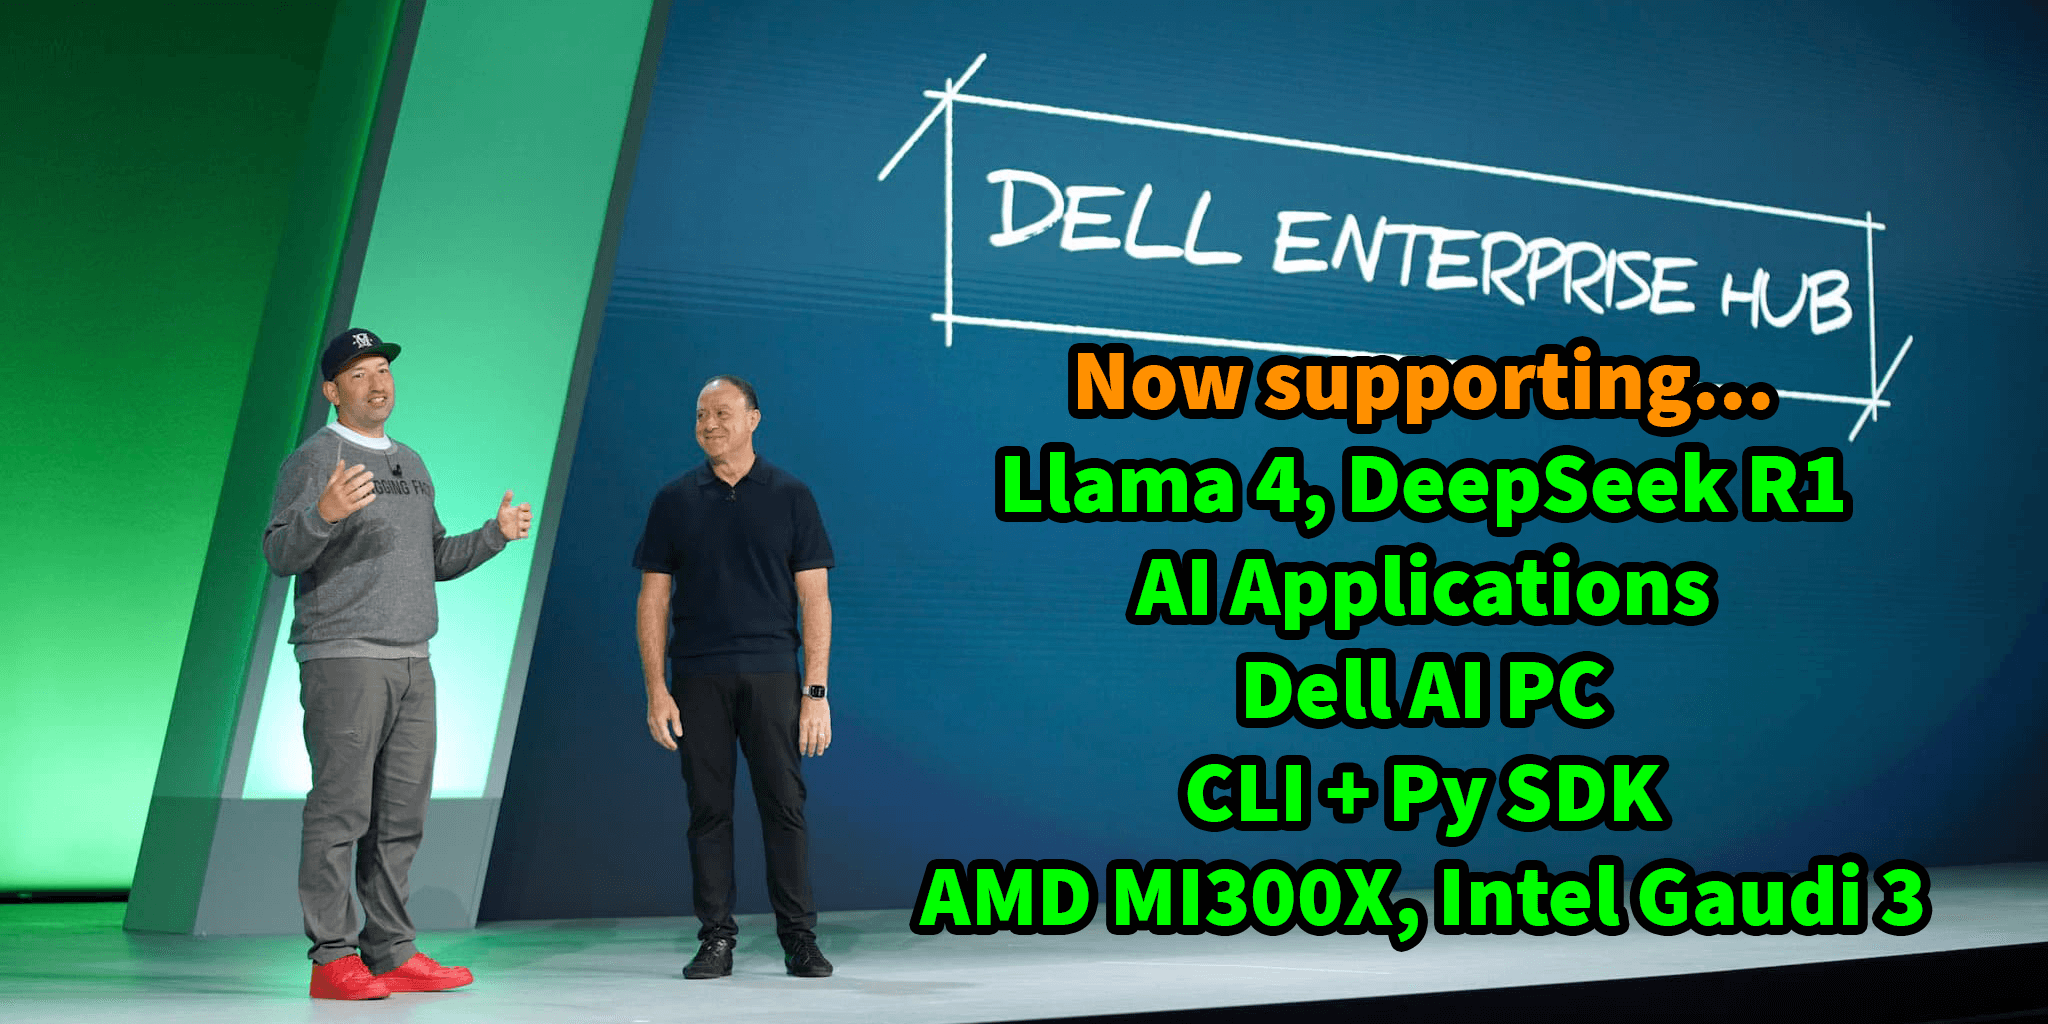 DELL ENTERPRISE HUB
Now supporting...
Llama 4, DeepSeek R1
AI Applications
Dell AI PC
CLI + Py SDK
AMD MI300X, Intel Gaudi 3